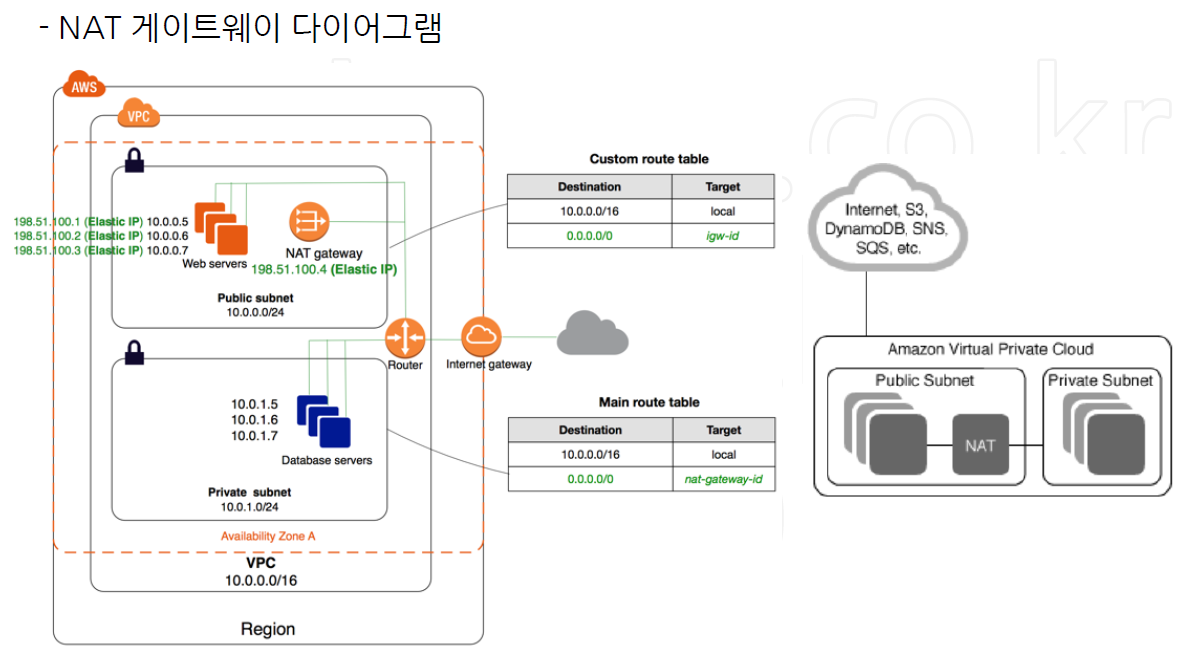 - NAT 게이트웨이 다이어그램
co.kr
AWS
VPC
198.51.100.1 (Elastic IP) 10.0.0.5
198.51.100.2 (Elastic IP) 10.0.0.6
198.51.100.3 (Elastic IP) 10.0.0.7
Web servers
NAT gateway
198.51.100.4 (Elastic IP)
Public subnet
10.0.0.0/24
Router
Internet gateway
10.0.1.5
10.0.1.6
10.0.1.7
Database servers
Private subnet
10.0.1.0/24
Availability Zone A
VPC
10.0.0.0/16
Region
Custom route table
Destination Target
10.0.0.0/16 local
0.0.0.0/0 igw-id
Main route table
Destination Target
10.0.0.0/16 local
0.0.0.0/0 nat-gateway-id
Internet, S3,
DynamoDB, SNS,
SQS, etc.
Amazon Virtual Private Cloud
Public Subnet
Private Subnet
NAT